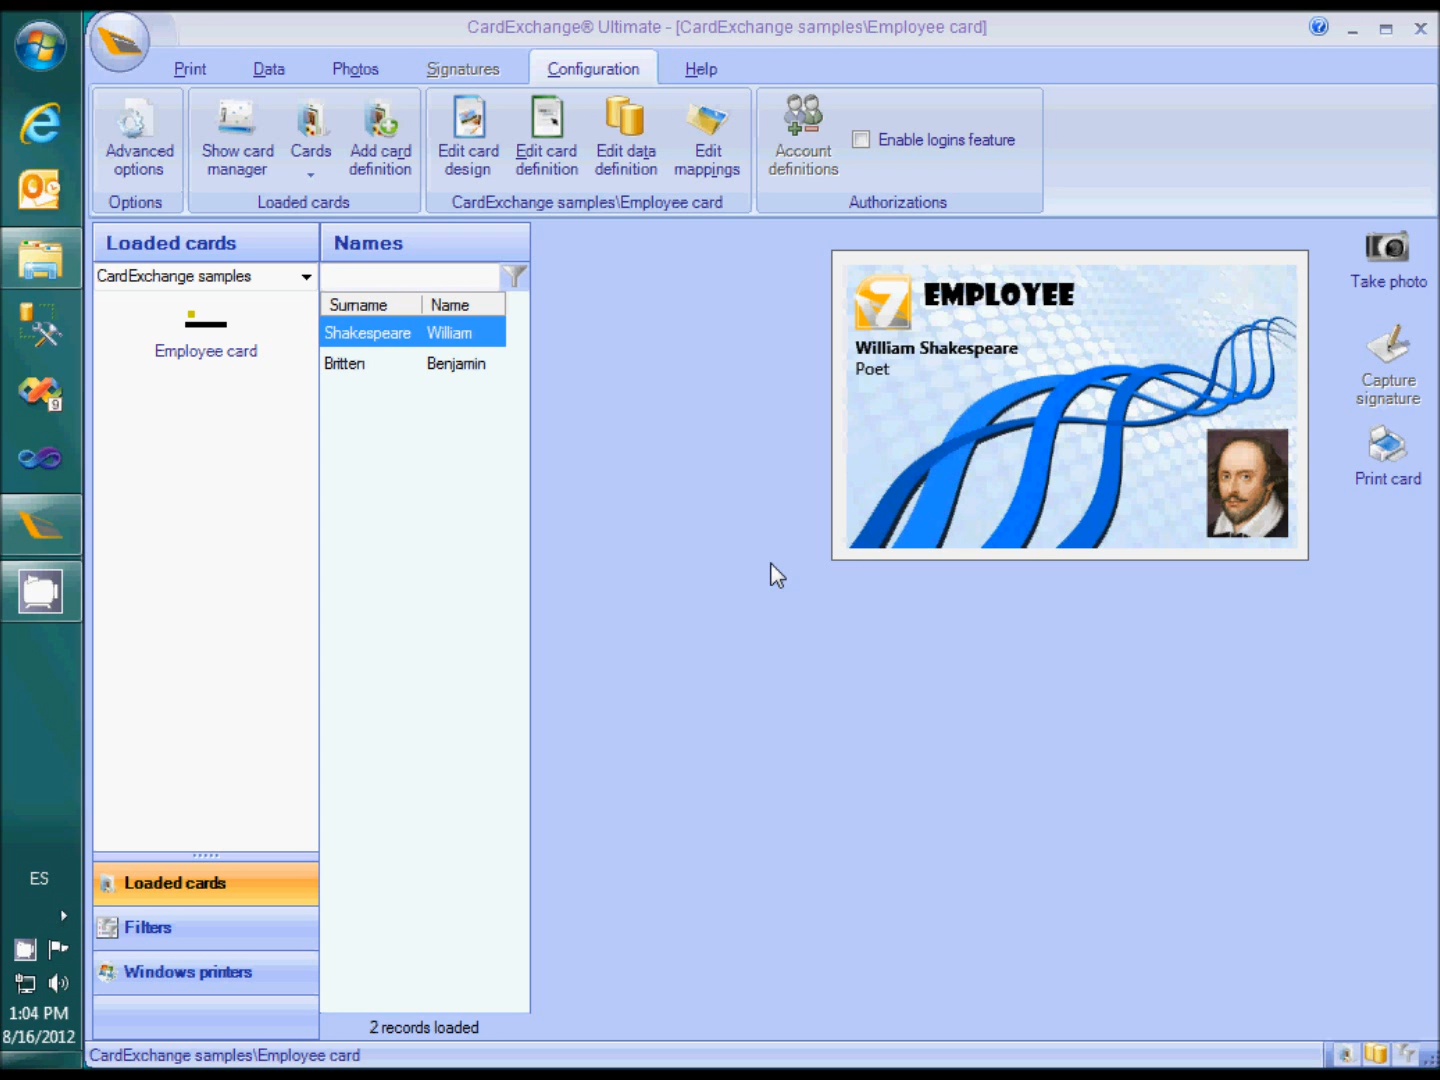 CardExchange® Ultimate - [CardExchange samples\Employee card]
Print Data Photos Signatures Configuration Help
Advanced options
Show card manager
Cards
Add card definition
Edit card design
Edit card definition
Edit data definition
Edit mappings
Account definitions
Enable logins feature
Options
Loaded cards
CardExchange samples\Employee card
Authorizations
Loaded cards
CardExchange samples
Employee card
Names
Surname Name
Shakespeare William
Britten Benjamin
EMPLOYEE
William Shakespeare
Poet
Take photo
Capture signature
Print card
Loaded cards
Filters
Windows printers
2 records loaded
CardExchange samples\Employee card
9
ES
1:04 PM
8/16/2012